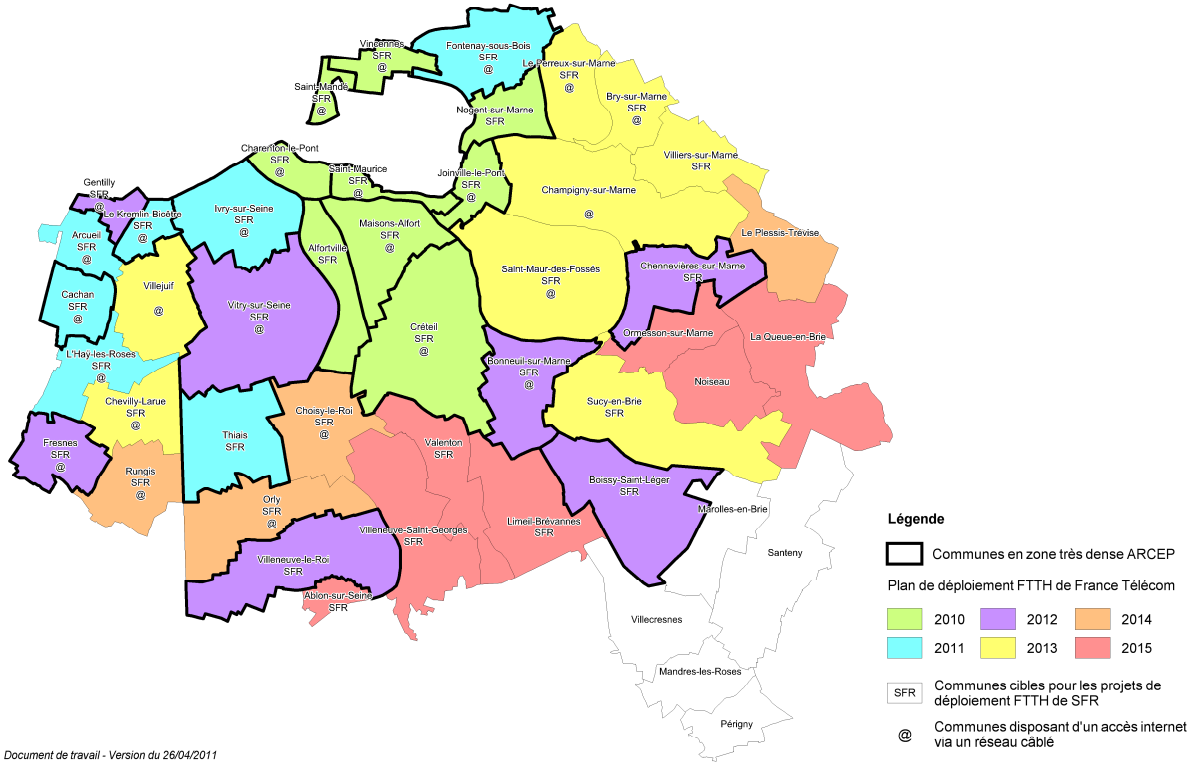 Vincennes
SFR
@
Fontenay-sous-Bois
SFR
@
Le Perreux-sur-Marne
SFR
@
Saint-Mandé
SFR
@
Nogent-sur-Marne
SFR
Bry-sur-Marne
SFR
@
Charenton-le-Pont
SFR
@
Saint-Maurice
SFR
@
Joinville-le-Pont
SFR
@
Villiers-sur-Marne
SFR
Gentilly
SFR
@
Le Kremlin Bicêtre
SFR
@
Ivry-sur-Seine
SFR
@
Champigny-sur-Marne
@
Arcueil
SFR
@
Alfortville
SFR
Maisons-Alfort
SFR
@
Le Plessis-Trévise
Villejuif
@
Saint-Maur-des-Fossés
SFR
@
Chennevières-sur-Marne
SFR
Cachan
SFR
@
Vitry-sur-Seine
SFR
@
Créteil
SFR
@
Ormesson-sur-Marne
La Queue-en-Brie
L'Haÿ-les-Roses
SFR
@
Bonneuil-sur-Marne
SFR
@
Noiseau
Chevilly-Larue
SFR
@
Choisy-le-Roi
SFR
@
Sucy-en-Brie
SFR
Fresnes
SFR
@
Thiais
SFR
Valenton
SFR
Rungis
SFR
@
Orly
SFR
@
Boissy-Saint-Léger
SFR
Marolles-en-Brie
Villeneuve-Saint-Georges
SFR
Limeil-Brévannes
SFR
Santeny
Villeneuve-le-Roi
SFR
Ablon-sur-Seine
SFR
Villecresnes
Mandres-les-Roses
Périgny
Légende
Communes en zone très dense ARCEP
Plan de déploiement FTTH de France Télécom
2010 2012 2014
2011 2013 2015
SFR Communes cibles pour les projets de
déploiement FTTH de SFR
@ Communes disposant d'un accès internet
via un réseau câblé
Document de travail - Version du 26/04/2011